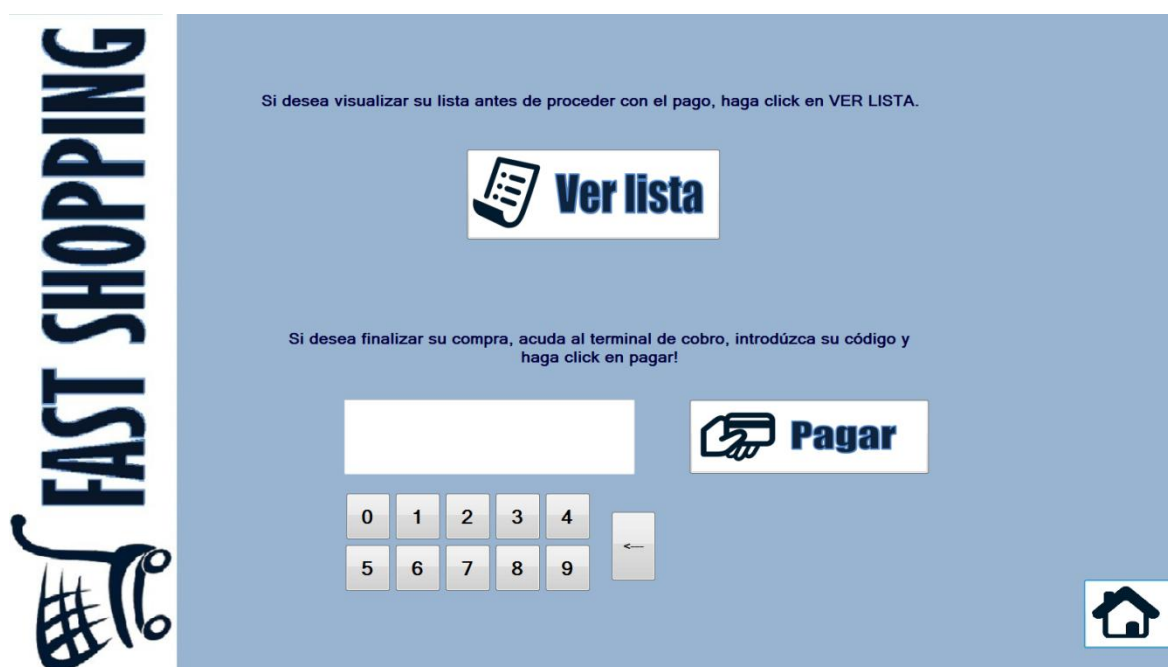 FAST SHOPPING
Si desea visualizar su lista antes de proceder con el pago, haga click en VER LISTA.
Ver lista
Si desea finalizar su compra, acuda al terminal de cobro, introdúzca su código y
haga click en pagar!
Pagar
0 1 2 3 4
<---
5 6 7 8 9